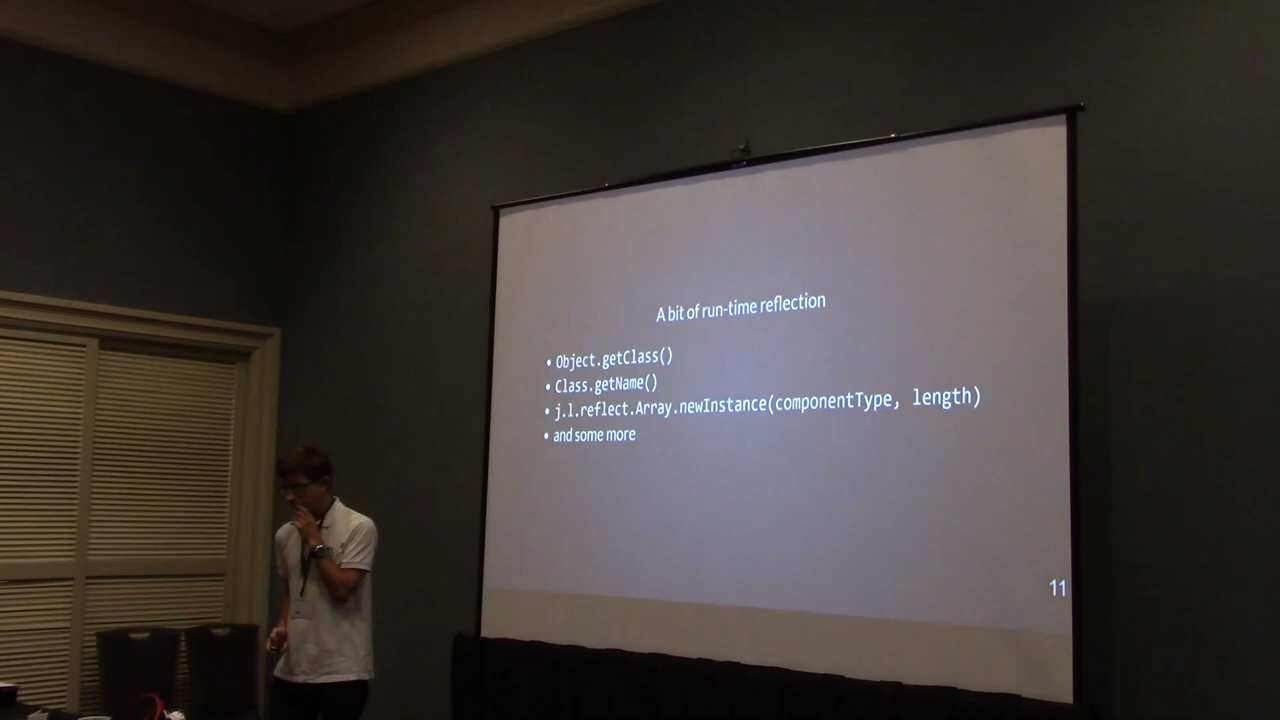 A bit of run-time reflection
• Object.getClass()
• Class.getName()
• j.l.reflect.Array.newInstance(componentType, length)
• and some more
11